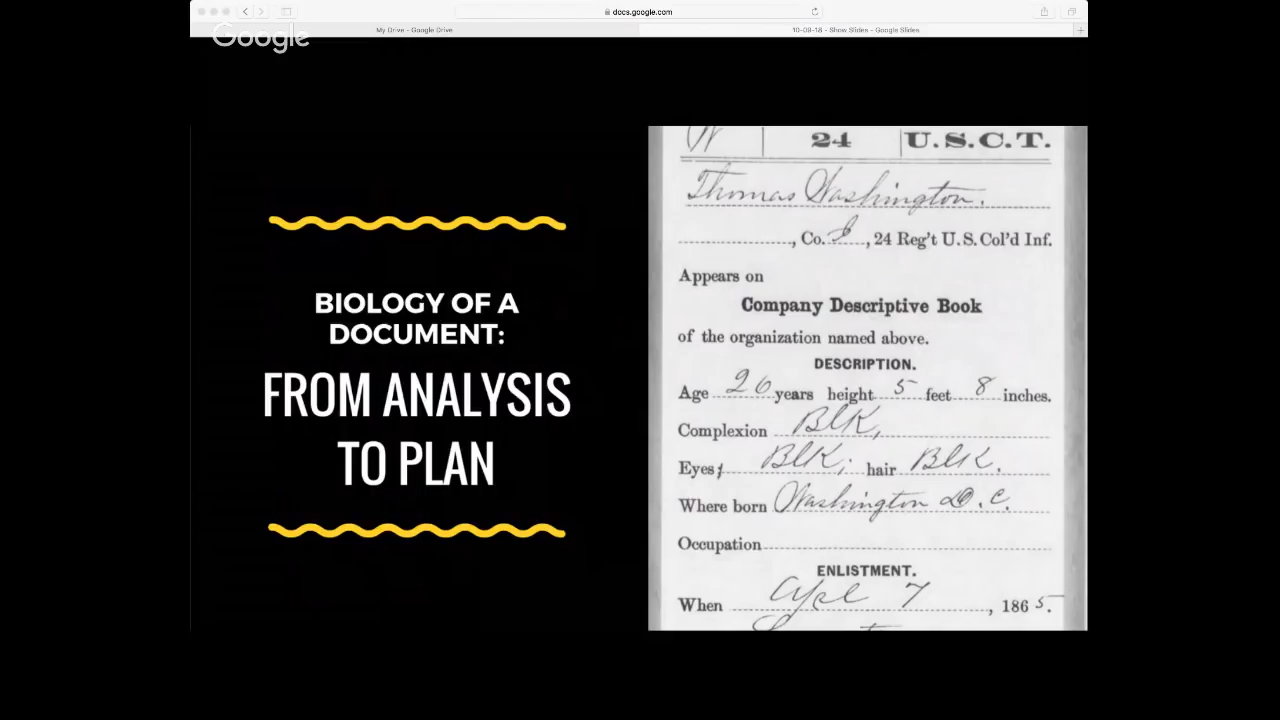 docs.google.com
My Drive - Google Drive
10-09-18 - Show Slides - Google Slides
Google
BIOLOGY OF A
DOCUMENT:
FROM ANALYSIS
TO PLAN
W 24 U.S.C.T.
Thomas Washington.
, Co. , 24 Reg't U.S. Col'd Inf.
Appears on
Company Descriptive Book
of the organization named above.
DESCRIPTION.
Age 26 years height 5 feet 8 inches.
Complexion Blk,
Eyes Blk; hair Blk.
Where born Washington D.C.
Occupation
ENLISTMENT.
When Apl 7, 1865.